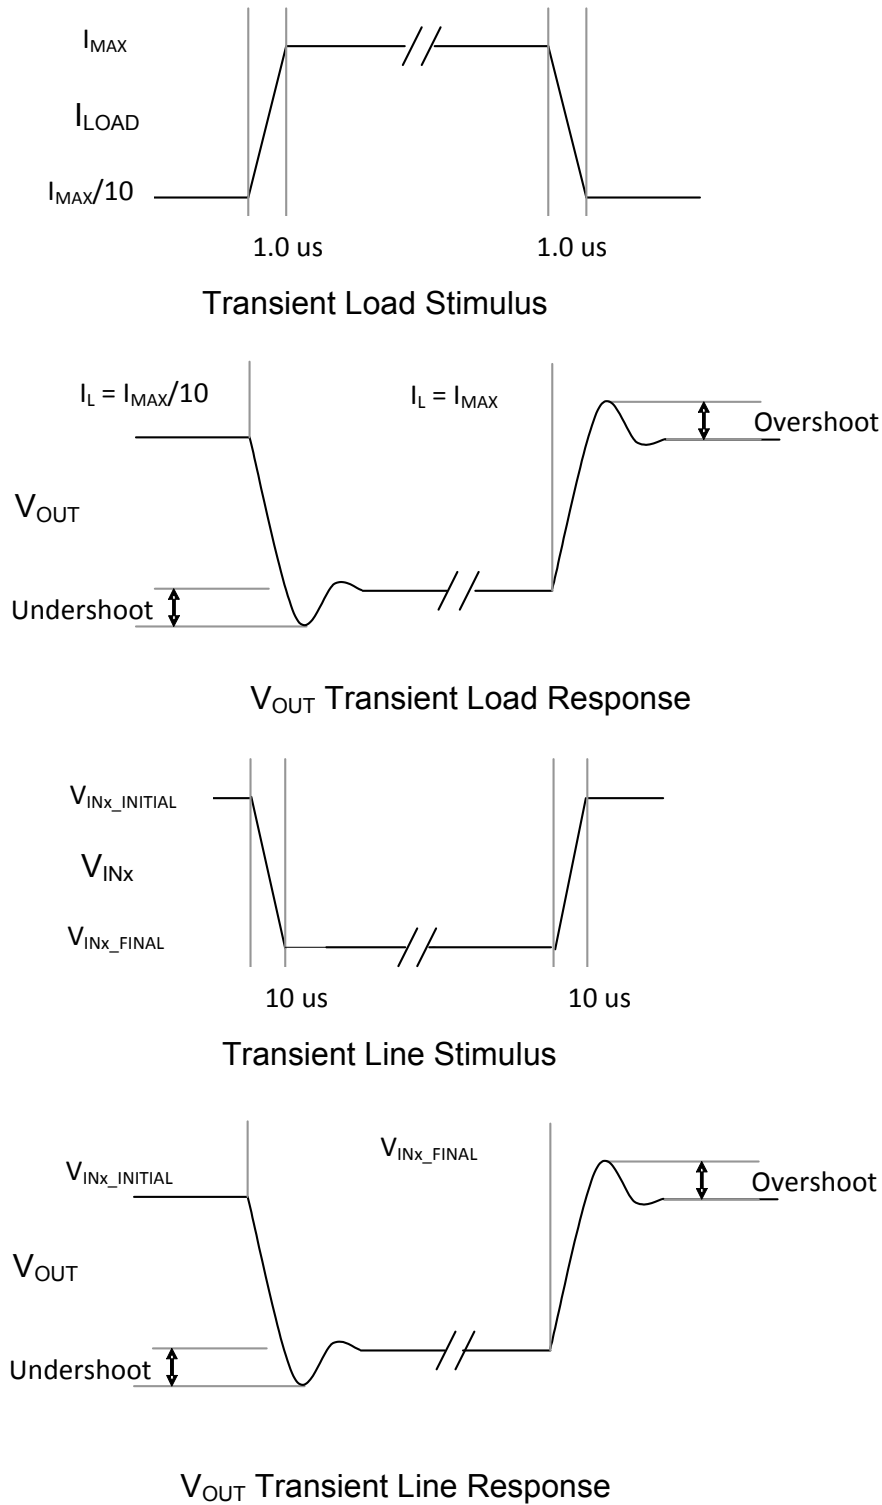 I_MAX
I_LOAD
I_MAX/10
1.0 us 1.0 us
Transient Load Stimulus
I_L = I_MAX/10 I_L = I_MAX
Overshoot
V_OUT
Undershoot
V_OUT Transient Load Response
V_INx_INITIAL
V_INx
V_INx_FINAL
10 us 10 us
Transient Line Stimulus
V_INx_INITIAL V_INx_FINAL
Overshoot
V_OUT
Undershoot
V_OUT Transient Line Response